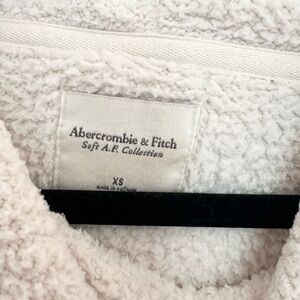 Abercrombie & Fitch
Soft A.F. Collection
XS
MADE IN VIETNAM